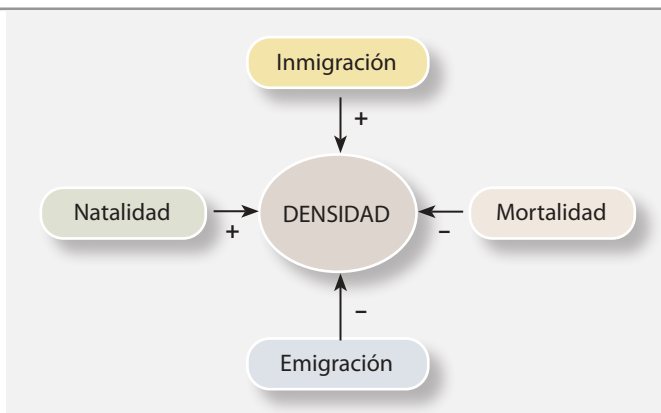 Inmigración
+
Natalidad
+
DENSIDAD
Mortalidad
–
–
Emigración